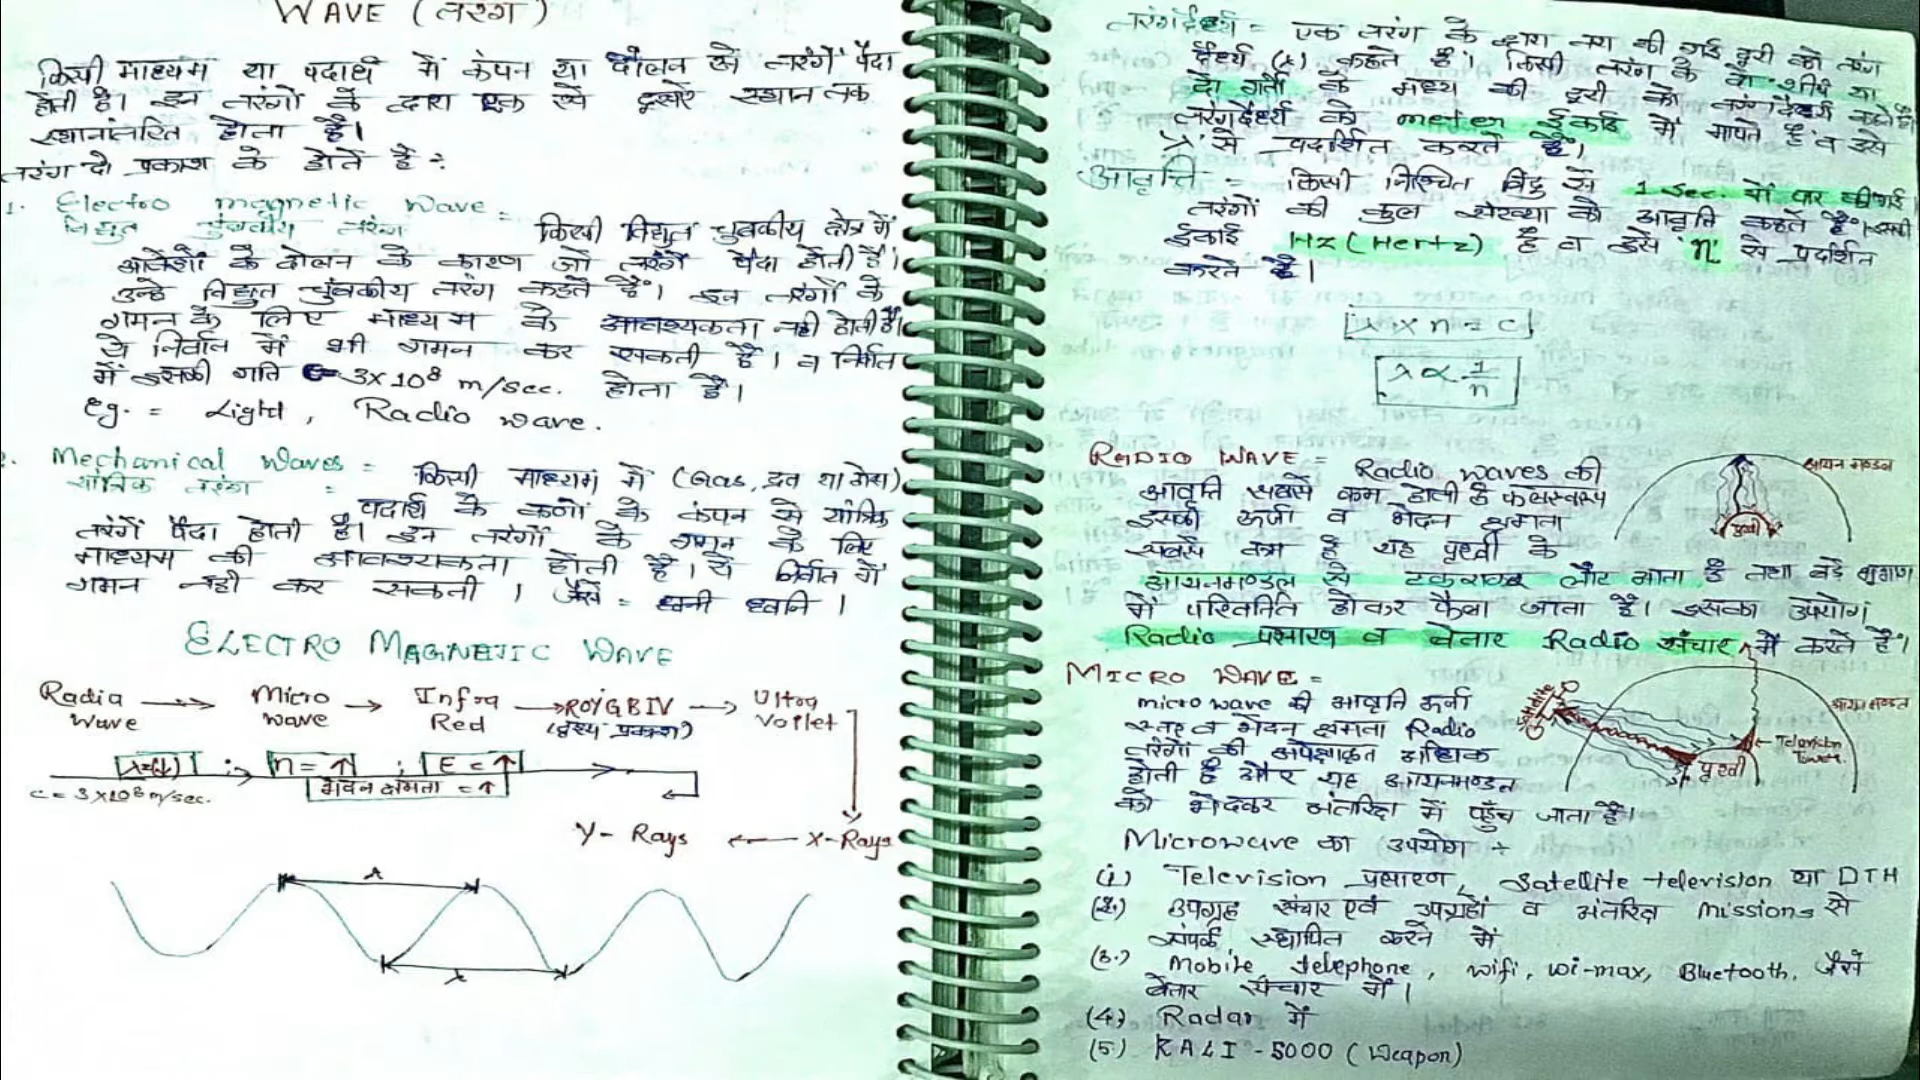 WAVE (तरंग)
किसी माध्यम या पदार्थ में कंपन या दोलन से तरंगें पैदा
होती है। इन तरंगों के द्वारा एक से दूसरे स्थान तक
स्थानांतरित होता है।
तरंग दो प्रकाश के होते है ÷
1. Electro magnetic Wave =
विद्युत चुंबकीय तरंग किसी विद्युत चुंबकीय क्षेत्र में
आवेशों के दोलन के कारण जो तरंगें पैदा होती है।
उन्हे विद्युत चुंबकीय तरंग कहते है। इन तरंगों के
गमन के लिए माध्यम के आवश्यकता नही होती है।
ये निर्वात में भी गमन कर सकती है। व निर्वात
में इसकी गति 3x10⁸ m/sec. होता है।
eg. = Light, Radio wave.
2. Mechanical Waves = किसी माध्यम में (Gas, द्रव या गैस)
यांत्रिक तरंग = पदार्थ के कणों के कंपन से यांत्रिक
तरंगें पैदा होती है। इन तरंगों के गमन के लिए
माध्यम की आवश्यकता होती है। ये निर्वात में
गमन नही कर सकती । जैसे = ध्वनी ध्वनि ।
ELECTRO MAGNETIC WAVE
Radia wave → Micro wave → Infra Red → ROYGBIV (दृश्य प्रकाश) → Ultra Voilet
λ=(↓) ; n=↑ ; E=↑
c = 3x10⁸ m/sec. भेदन क्षमता =↑
γ- Rays ← X-Rays
λ
λ
तरंगदैर्ध्य = एक तरंग के द्वारा तय की गई दूरी को तरंग
दैर्ध्य (λ) कहते है। किसी तरंग के दो शीर्ष या
दो गर्तो के मध्य की दूरी को तरंगदैर्ध्य कहते है।
तरंगदैर्ध्य को meter ईकाई में मापते है व उसे
λ से प्रदर्शित करते है।
आवृत्ति = किसी निश्चित बिंदु से 1 sec. में पार की गई
तरंगों की कुल संख्या को आवृति कहते है। इसकी
ईकाई Hz (Hertz) है व इसे 'n' से प्रदर्शित
करते है।
λ x n = c
λ ∝ 1/n
RADIO WAVE = Radio waves की
आवृति सबसे कम होती है फलस्वरूप
इसकी ऊर्जा व भेदन क्षमता
सबसे कम है यह पृथ्वी के
आयनमण्डल से टकराकर लौट आता है तथा बड़े भूभाग
में परिवर्तित होकर फैला जाता है। इसका उपयोग
Radio प्रसारण व बेतार Radio संचार में करते है।
आयन मण्डल
पृथ्वी
MICRO WAVE =
micro wave की आवृति ऊर्जा
स्तर व भेदन क्षमता Radio
तरंगों की अपेक्षाकृत अधिक
होती है और यह आयनमण्डल
को भेदकर अंतरिक्ष में पहुँच जाता है।
Satellite
आयन मण्डल
Television Tower.
पृथ्वी
Microwave का उपयोग ÷
(1) Television प्रसारण, Satellite television या DTH
(2.) उपग्रह संचार एवं उपग्रहों व अंतरिक्ष missions से
संपर्क स्थापित करने में
(3.) Mobile telephone, wifi, wi-max, Bluetooth. जैसे
बेतार संचार में।
(4) Radar में
(5.) KALI - 5000 (Weapon)